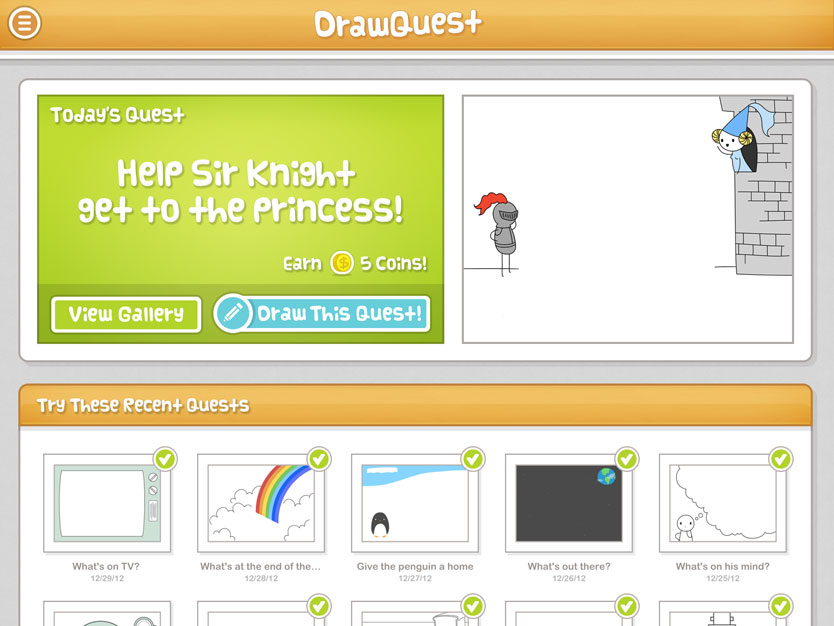 DrawQuest
Today's Quest
Help Sir Knight
get to the Princess!
Earn $ 5 Coins!
View Gallery
Draw This Quest!
Try These Recent Quests
What's on TV?
12/29/12
What's at the end of the...
12/28/12
Give the penguin a home
12/27/12
What's out there?
12/26/12
What's on his mind?
12/25/12